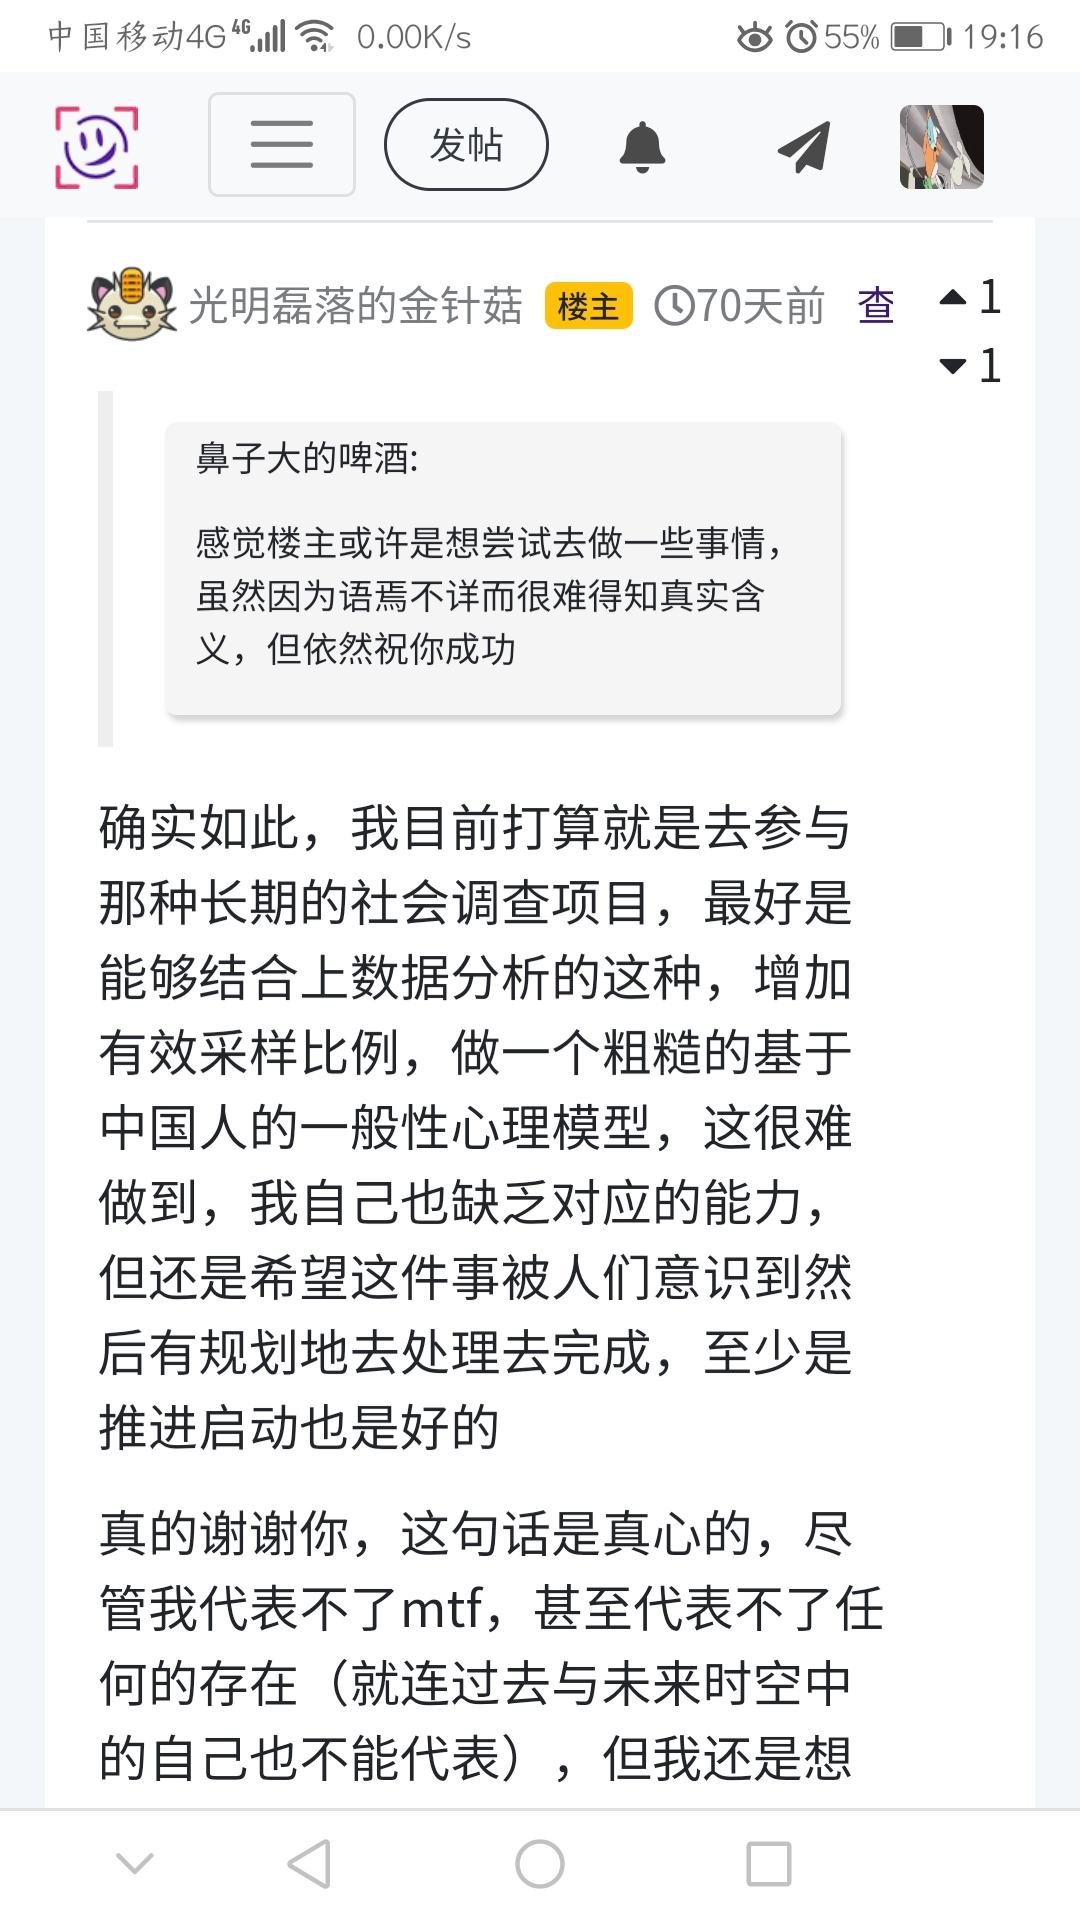 中国移动4G 4G 0.00K/s 55% 19:16
发帖
光明磊落的金针菇 楼主 70天前 查 1
1
鼻子大的啤酒:
感觉楼主或许是想尝试去做一些事情，
虽然因为语焉不详而很难得知真实含
义，但依然祝你成功
确实如此，我目前打算就是去参与
那种长期的社会调查项目，最好是
能够结合上数据分析的这种，增加
有效采样比例，做一个粗糙的基于
中国人的一般性心理模型，这很难
做到，我自己也缺乏对应的能力，
但还是希望这件事被人们意识到然
后有规划地去处理去完成，至少是
推进启动也是好的
真的谢谢你，这句话是真心的，尽
管我代表不了mtf，甚至代表不了任
何的存在（就连过去与未来时空中
的自己也不能代表），但我还是想